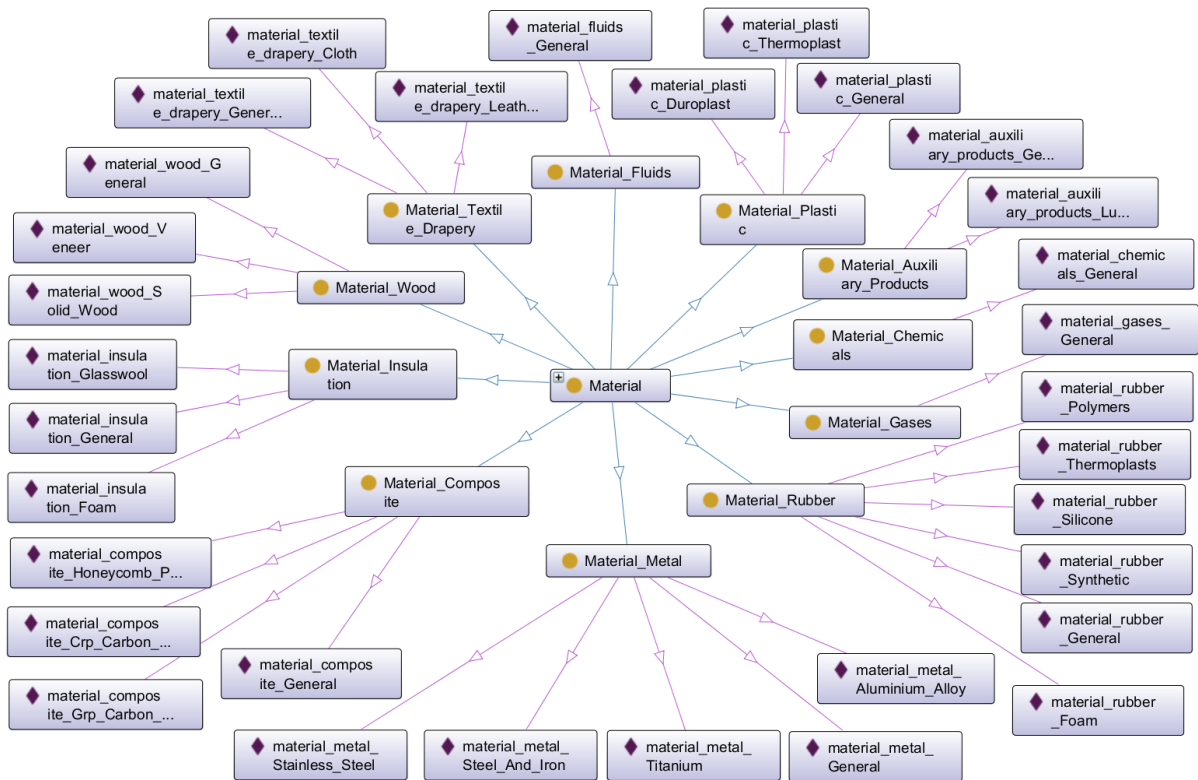 material_textil
e_drapery_Cloth
material_fluids
_General
material_plasti
c_Thermoplast
material_textil
e_drapery_Gener...
material_textil
e_drapery_Leath...
material_plasti
c_Duroplast
material_plasti
c_General
material_wood_G
eneral
Material_Fluids
material_auxili
ary_products_Ge...
material_wood_V
eneer
Material_Textil
e_Drapery
Material_Plasti
c
material_auxili
ary_products_Lu...
material_wood_S
olid_Wood
Material_Wood
Material_Auxili
ary_Products
material_chemic
als_General
material_insula
tion_Glasswool
Material_Insula
tion
Material
Material_Chemic
als
material_gases_
General
material_insula
tion_General
Material_Gases
material_rubber
_Polymers
material_insula
tion_Foam
Material_Compos
ite
Material_Rubber
material_rubber
_Thermoplasts
material_rubber
_Silicone
material_compos
ite_Honeycomb_P...
Material_Metal
material_rubber
_Synthetic
material_compos
ite_Crp_Carbon_...
material_rubber
_General
material_compos
ite_Grp_Carbon_...
material_compos
ite_General
material_metal_
Aluminium_Alloy
material_rubber
_Foam
material_metal_
Stainless_Steel
material_metal_
Steel_And_Iron
material_metal_
Titanium
material_metal_
General